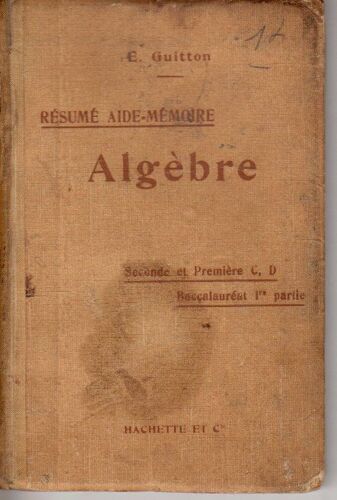 E. Guitton
RÉSUMÉ AIDE-MÉMOIRE
Algèbre
Seconde et Première C, D
Baccalauréat 1re partie
HACHETTE ET Cie